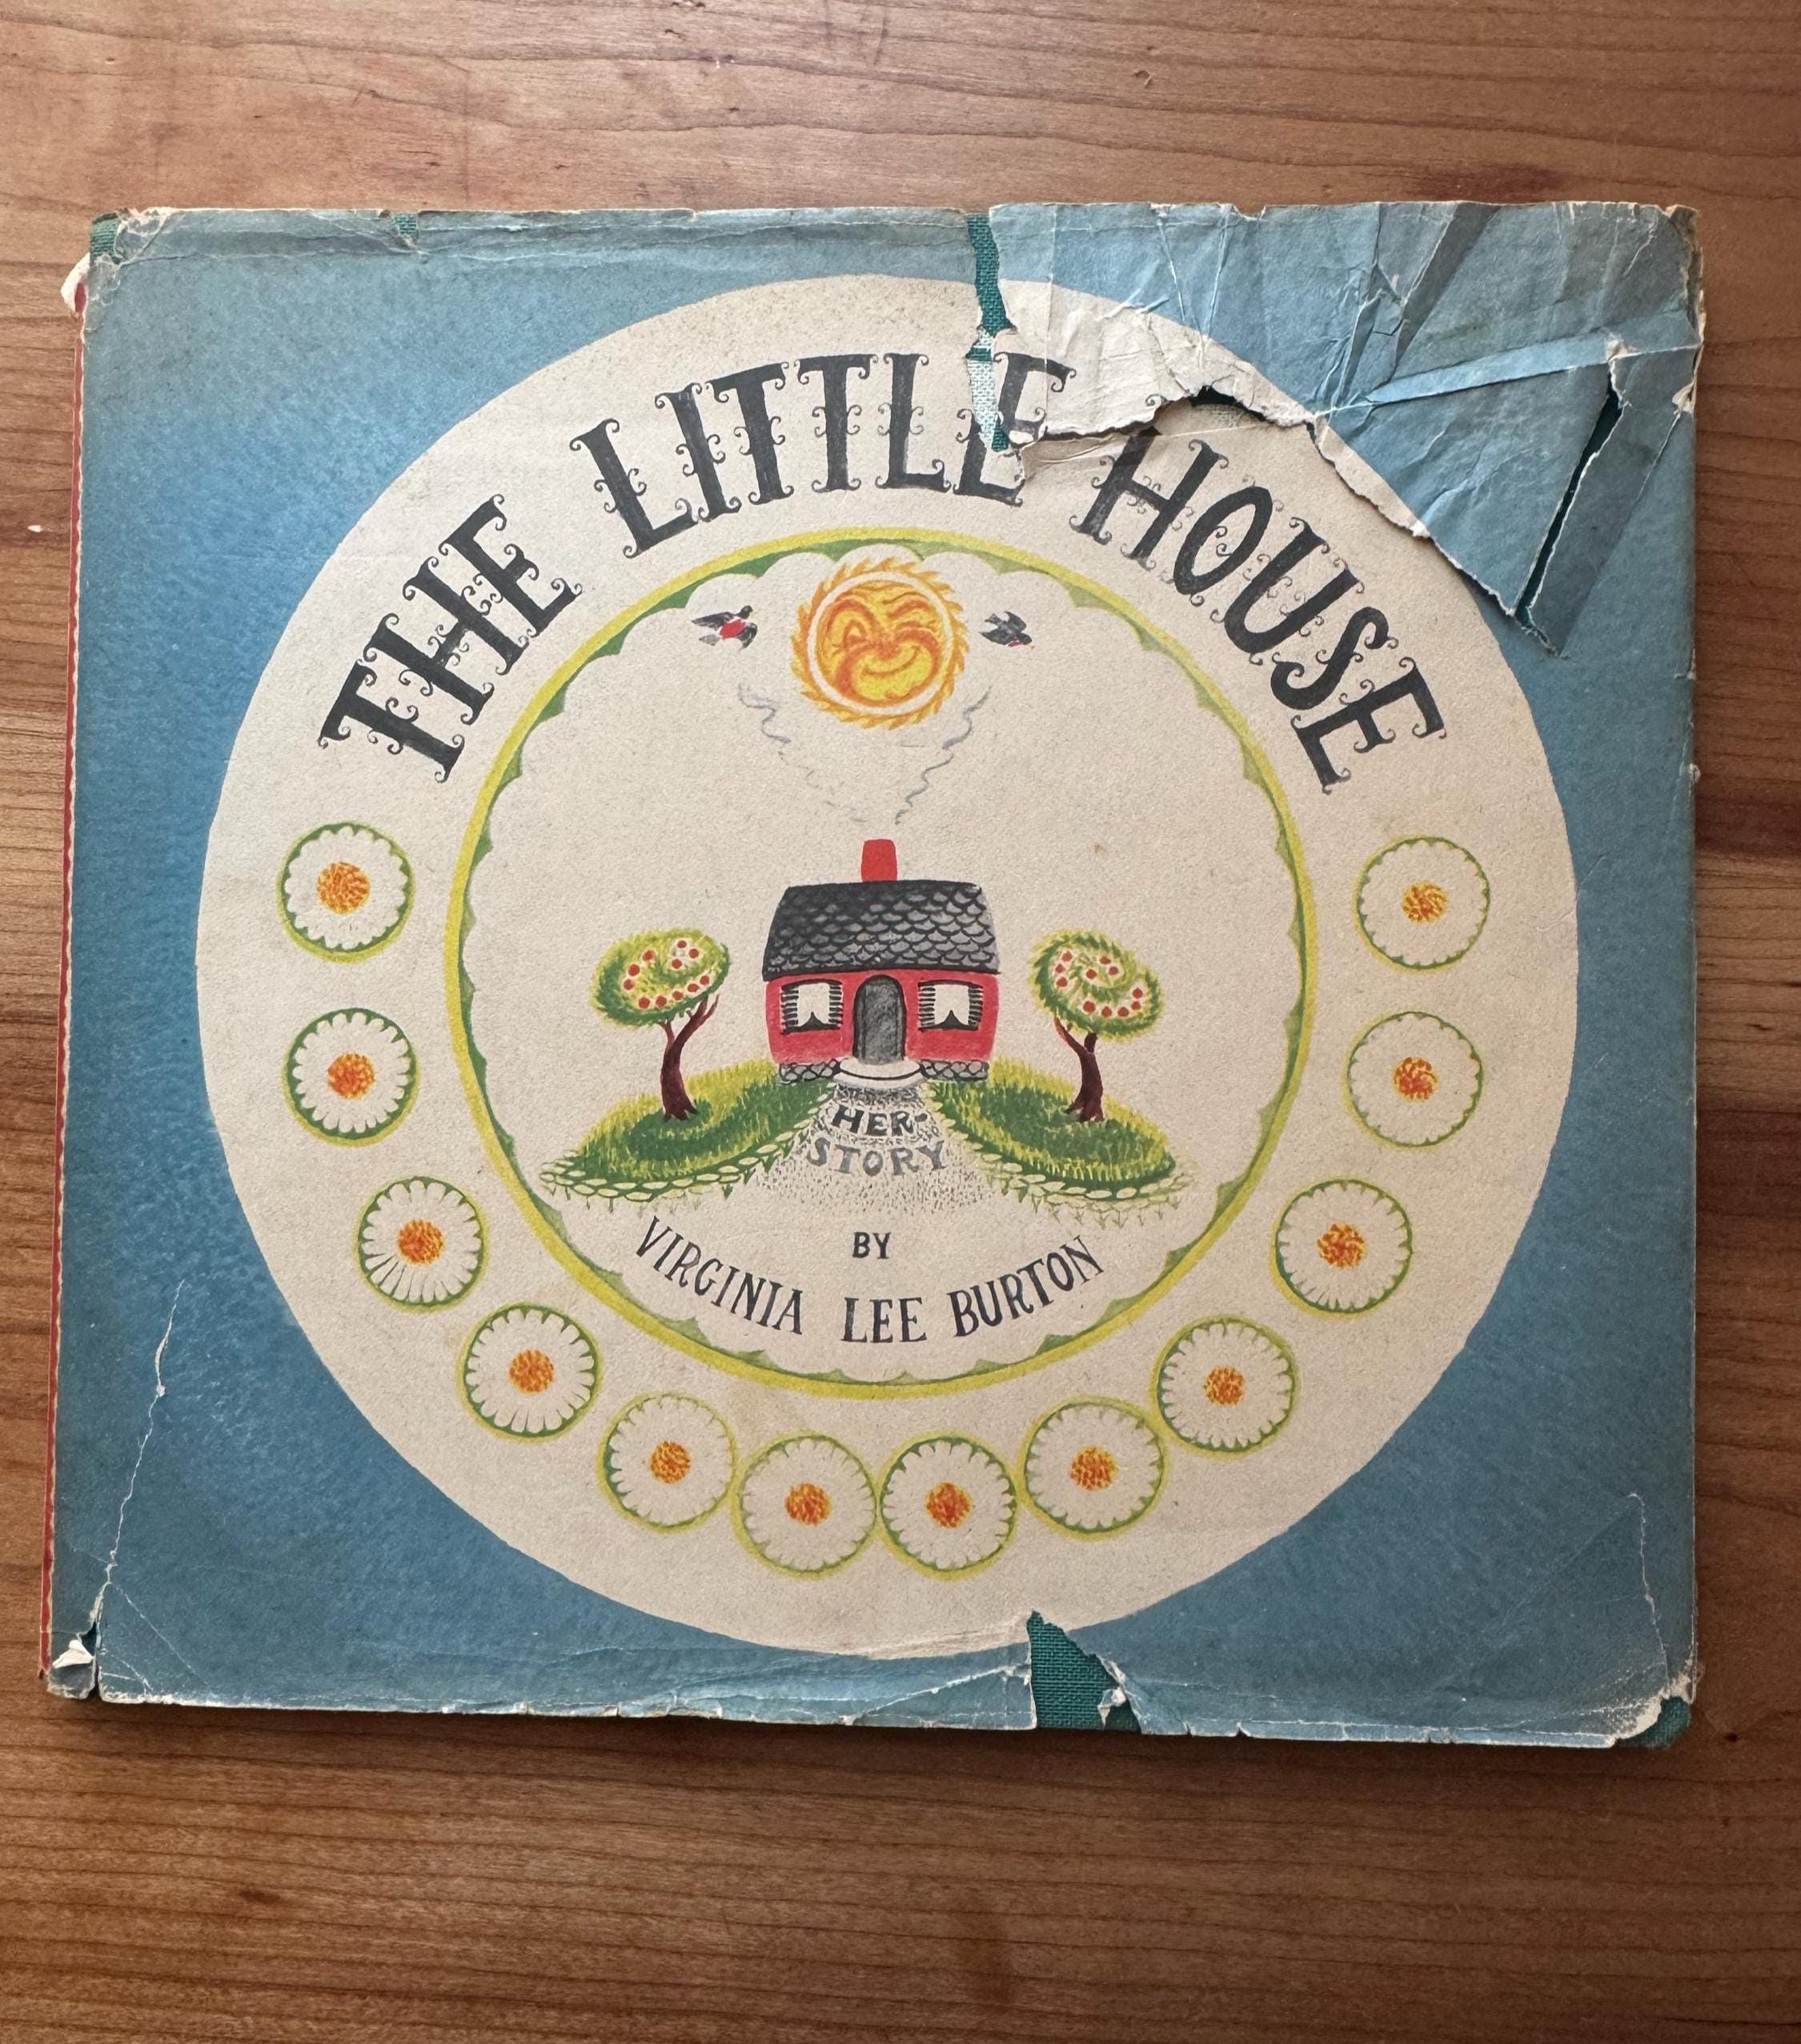 THE LITTLE HOUSE
HER-
STORY
BY
VIRGINIA LEE BURTON